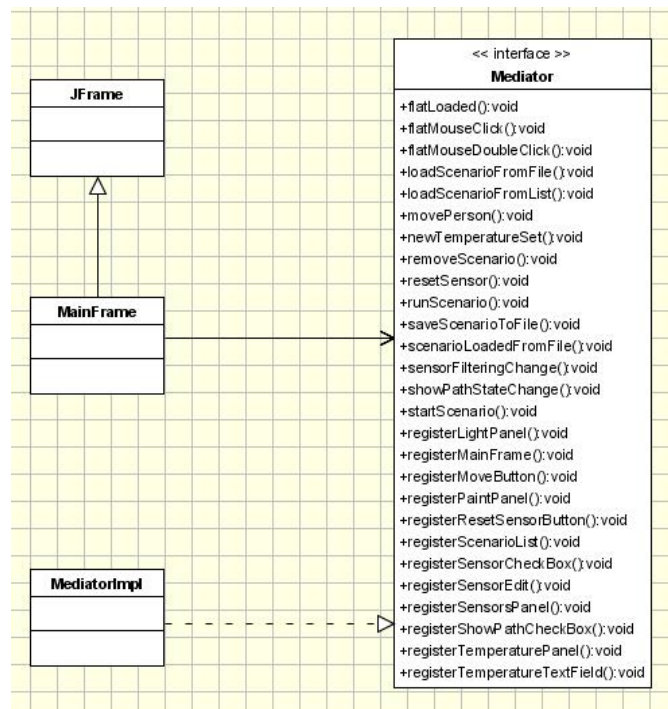 JFrame
MainFrame
MediatorImpl
<< interface >>
Mediator
+flatLoaded():void
+flatMouseClick():void
+flatMouseDoubleClick():void
+loadScenarioFromFile():void
+loadScenarioFromList():void
+movePerson():void
+newTemperatureSet():void
+removeScenario():void
+resetSensor():void
+runScenario():void
+saveScenarioToFile():void
+scenarioLoadedFromFile():void
+sensorFilteringChange():void
+showPathStateChange():void
+startScenario():void
+registerLightPanel():void
+registerMainFrame():void
+registerMoveButton():void
+registerPaintPanel():void
+registerResetSensorButton():void
+registerScenarioList():void
+registerSensorCheckBox():void
+registerSensorEdit():void
+registerSensorsPanel():void
+registerShowPathCheckBox():void
+registerTemperaturePanel():void
+registerTemperatureTextField():void